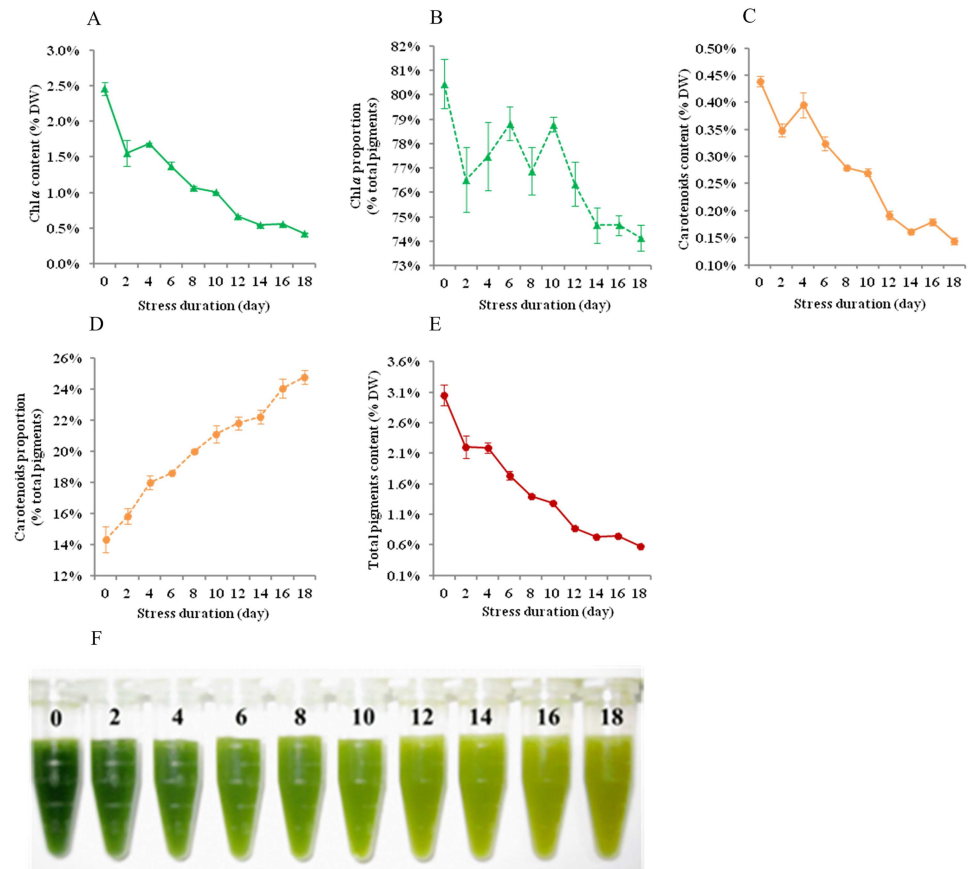 A
Chl a content (% DW)
3.0%
2.5%
2.0%
1.5%
1.0%
0.5%
0.0%
0 2 4 6 8 10 12 14 16 18
Stress duration (day)
B
Chl a proportion
(% total pigments)
82%
81%
80%
79%
78%
77%
76%
75%
74%
73%
0 2 4 6 8 10 12 14 16 18
Stress duration (day)
C
Carotenoids content (% DW)
0.50%
0.45%
0.40%
0.35%
0.30%
0.25%
0.20%
0.15%
0.10%
0 2 4 6 8 10 12 14 16 18
Stress duration (day)
D
Carotenoids proportion
(% total pigments)
26%
24%
22%
20%
18%
16%
14%
12%
0 2 4 6 8 10 12 14 16 18
Stress duration (day)
E
Total pigments content (% DW)
3.6%
3.1%
2.6%
2.1%
1.6%
1.1%
0.6%
0.1%
0 2 4 6 8 10 12 14 16 18
Stress duration (day)
F
0 2 4 6 8 10 12 14 16 18